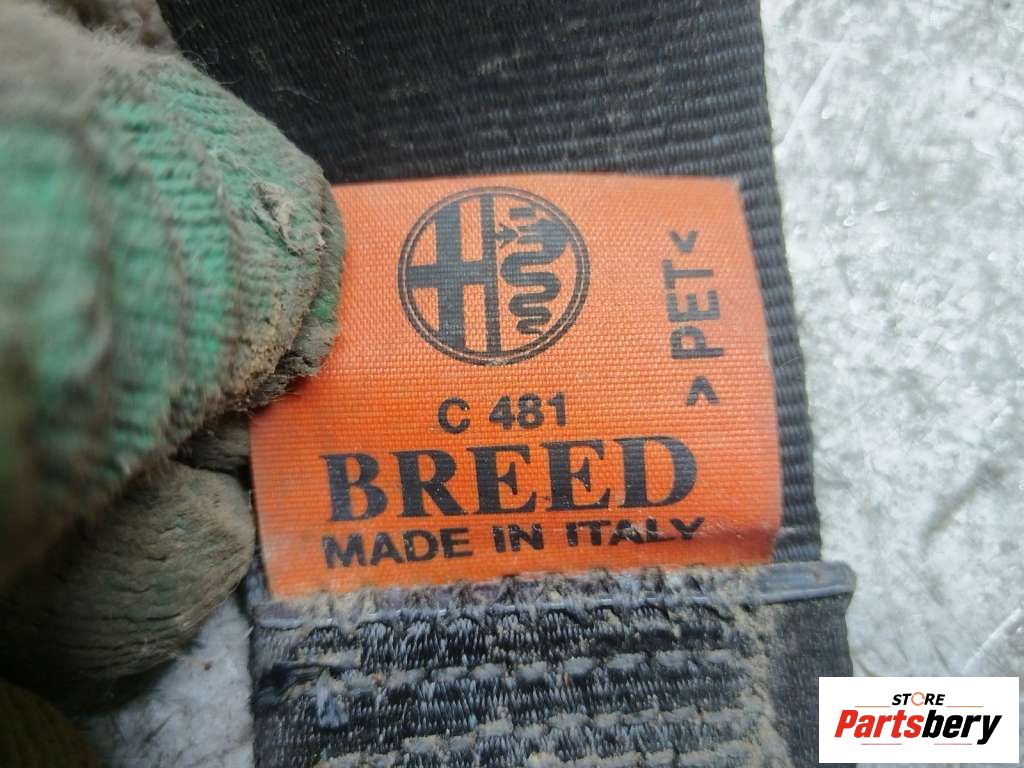 C 481
BREED
MADE IN ITALY
>PET<
STORE
Partsbery